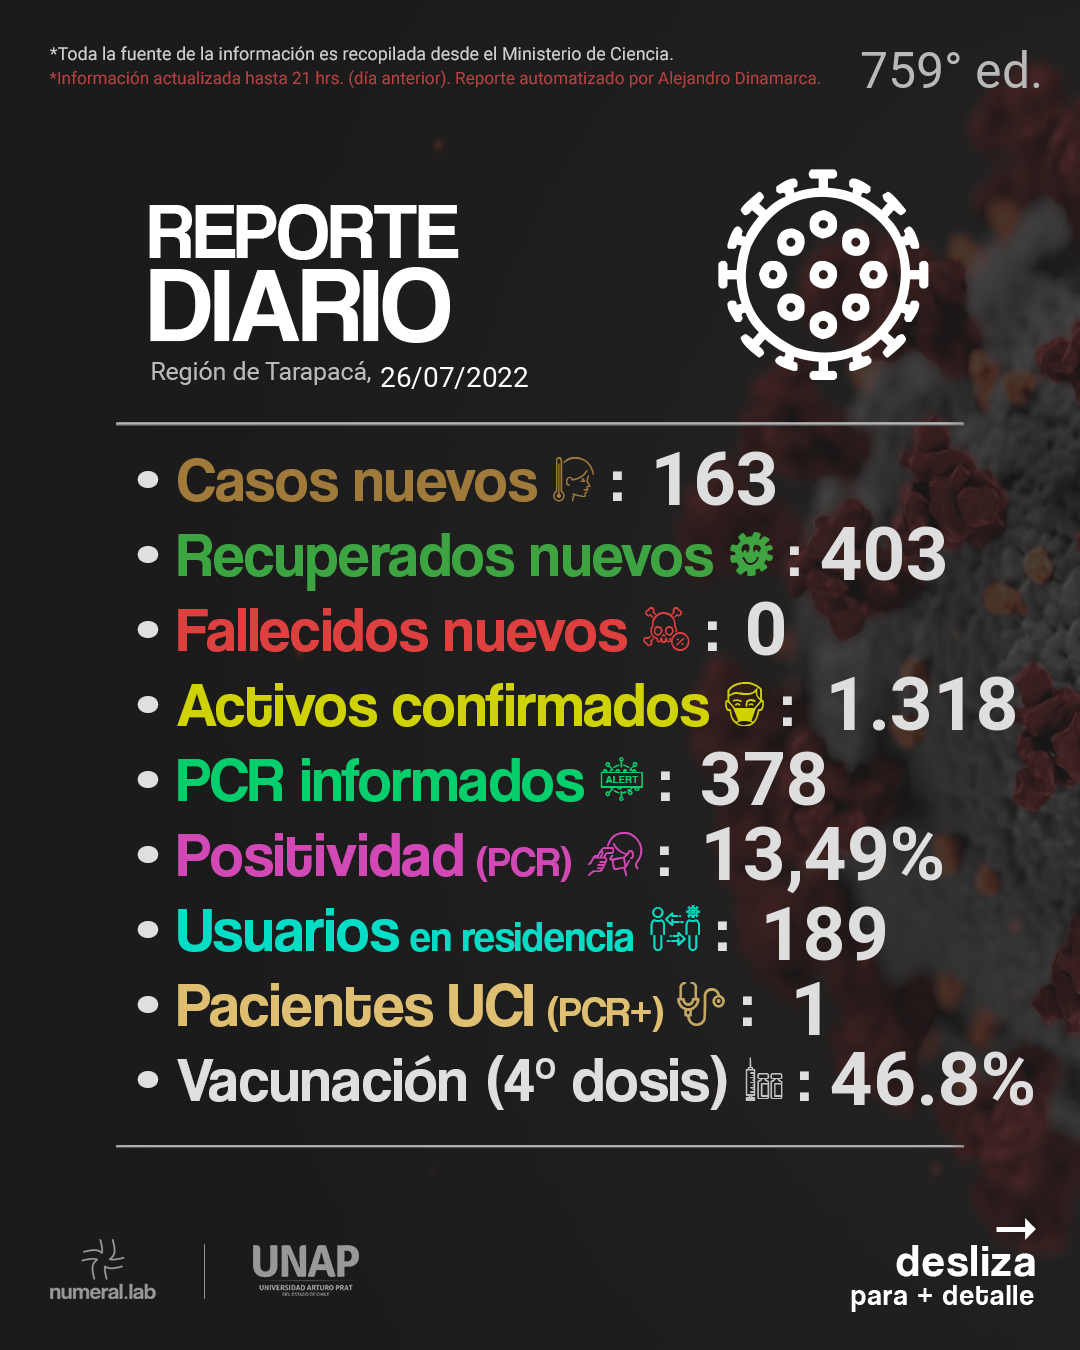 *Toda la fuente de la información es recopilada desde el Ministerio de Ciencia.
*Información actualizada hasta 21 hrs. (día anterior). Reporte automatizado por Alejandro Dinamarca.
759° ed.
REPORTE
DIARIO
Región de Tarapacá, 26/07/2022
• Casos nuevos : 163
• Recuperados nuevos : 403
• Fallecidos nuevos : 0
• Activos confirmados : 1.318
• PCR informados ALERT : 378
• Positividad (PCR) : 13,49%
• Usuarios en residencia : 189
• Pacientes UCI (PCR+) : 1
• Vacunación (4º dosis) : 46.8%
numeral.lab
UNAP
UNIVERSIDAD ARTURO PRAT
DEL ESTADO DE CHILE
desliza
para + detalle